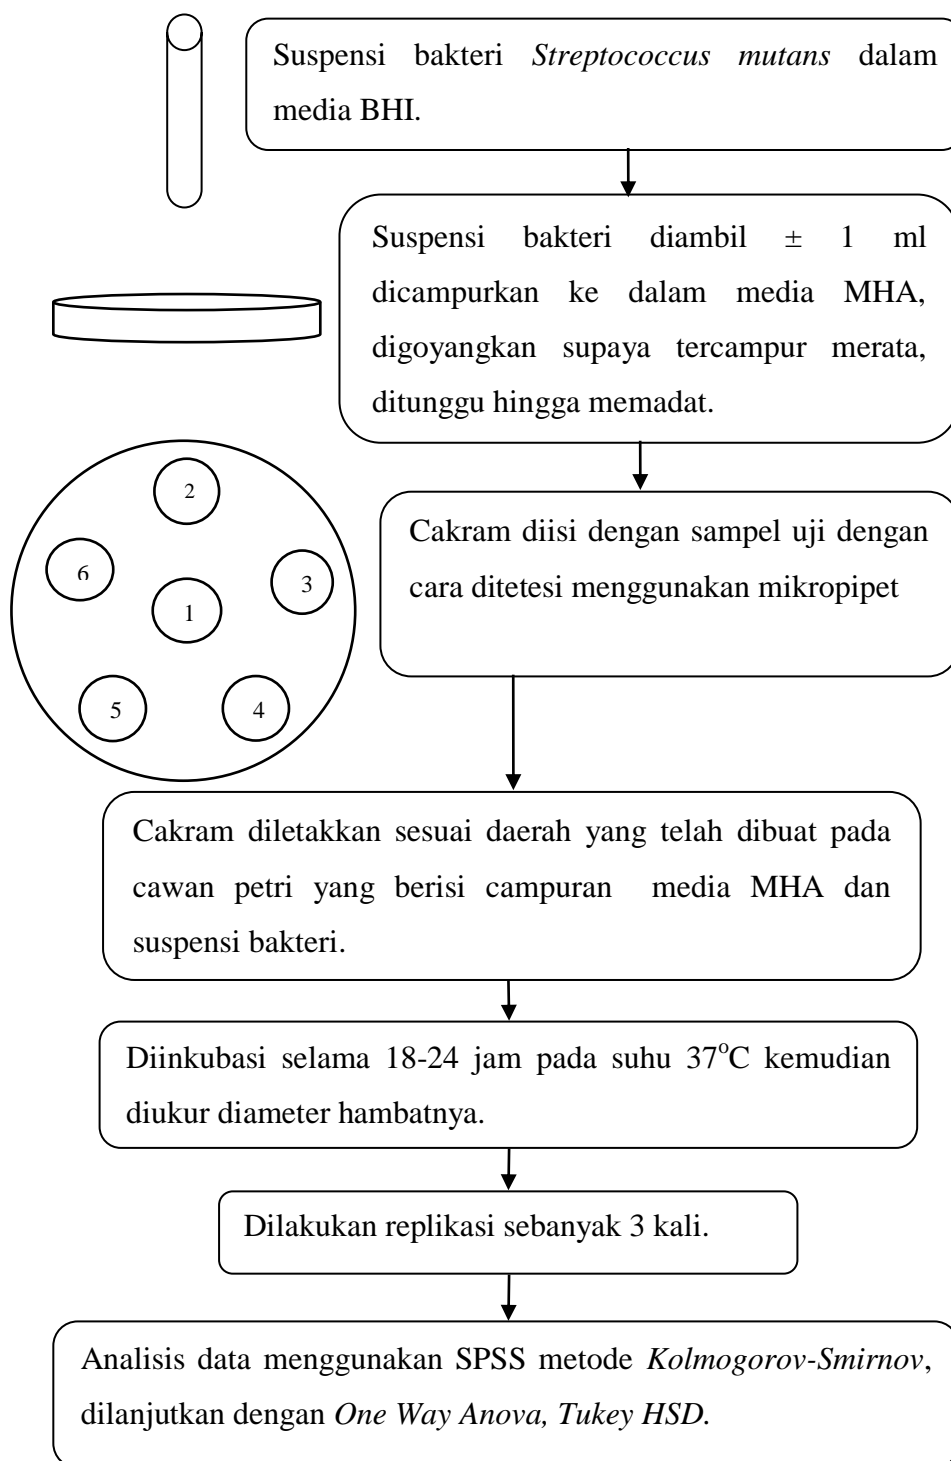 Suspensi bakteri Streptococcus mutans dalam
media BHI.
Suspensi bakteri diambil ± 1 ml
dicampurkan ke dalam media MHA,
digoyangkan supaya tercampur merata,
ditunggu hingga memadat.
2
6
3
1
5
4
Cakram diisi dengan sampel uji dengan
cara ditetesi menggunakan mikropipet
Cakram diletakkan sesuai daerah yang telah dibuat pada
cawan petri yang berisi campuran media MHA dan
suspensi bakteri.
Diinkubasi selama 18-24 jam pada suhu 37°C kemudian
diukur diameter hambatnya.
Dilakukan replikasi sebanyak 3 kali.
Analisis data menggunakan SPSS metode Kolmogorov-Smirnov,
dilanjutkan dengan One Way Anova, Tukey HSD.